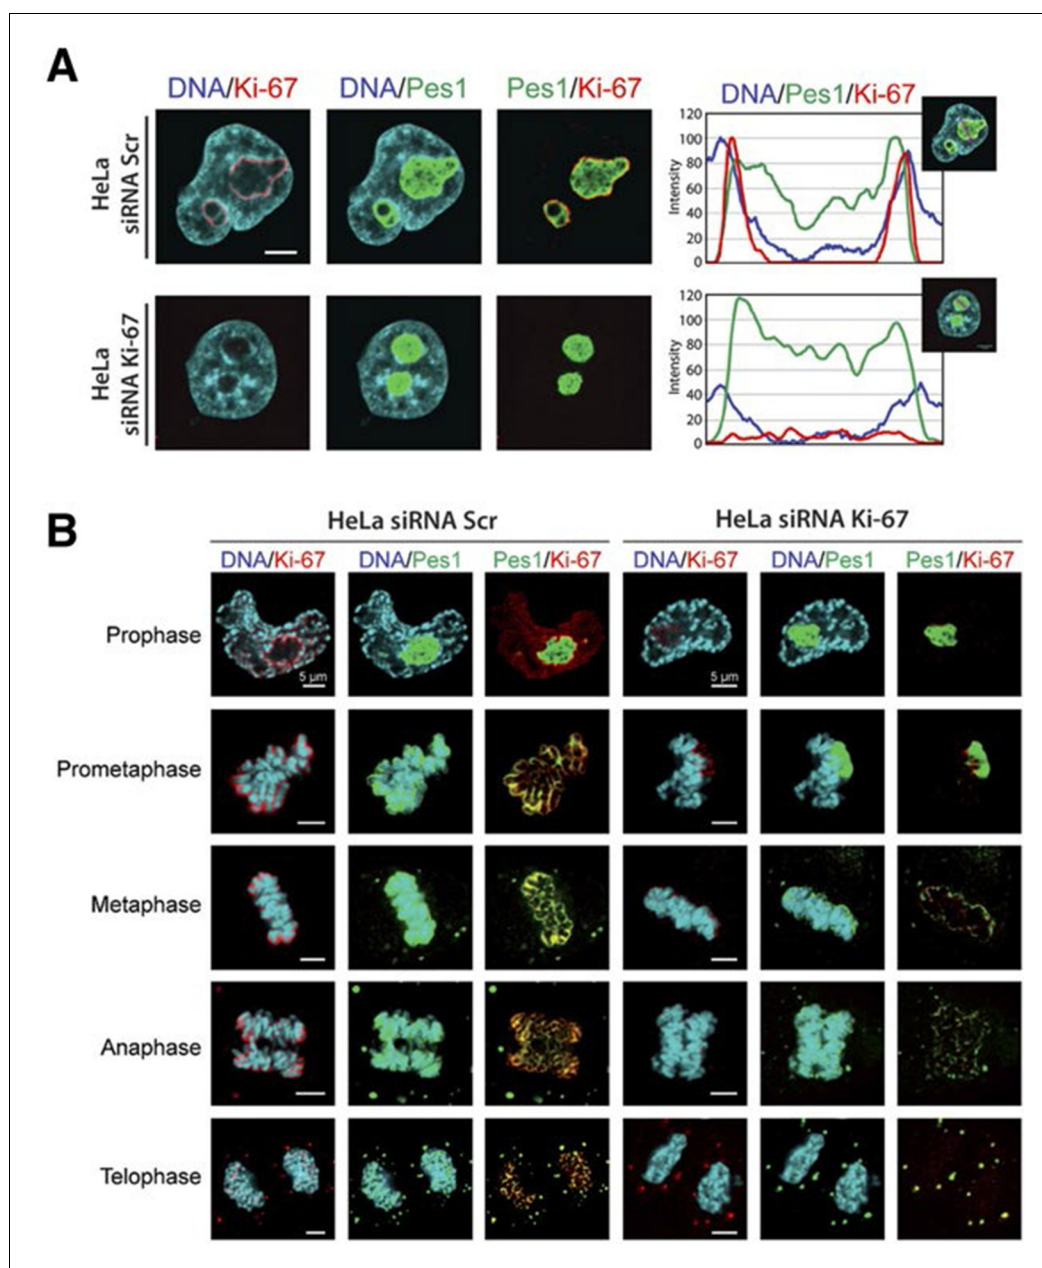 A
DNA/Ki-67
DNA/Pes1
Pes1/Ki-67
DNA/Pes1/Ki-67
HeLa
siRNA Scr
Intensity
120
100
80
60
40
20
0
HeLa
siRNA Ki-67
Intensity
120
100
80
60
40
20
0
B
HeLa siRNA Scr
HeLa siRNA Ki-67
DNA/Ki-67
DNA/Pes1
Pes1/Ki-67
DNA/Ki-67
DNA/Pes1
Pes1/Ki-67
Prophase
5 µm
5 µm
Prometaphase
Metaphase
Anaphase
Telophase